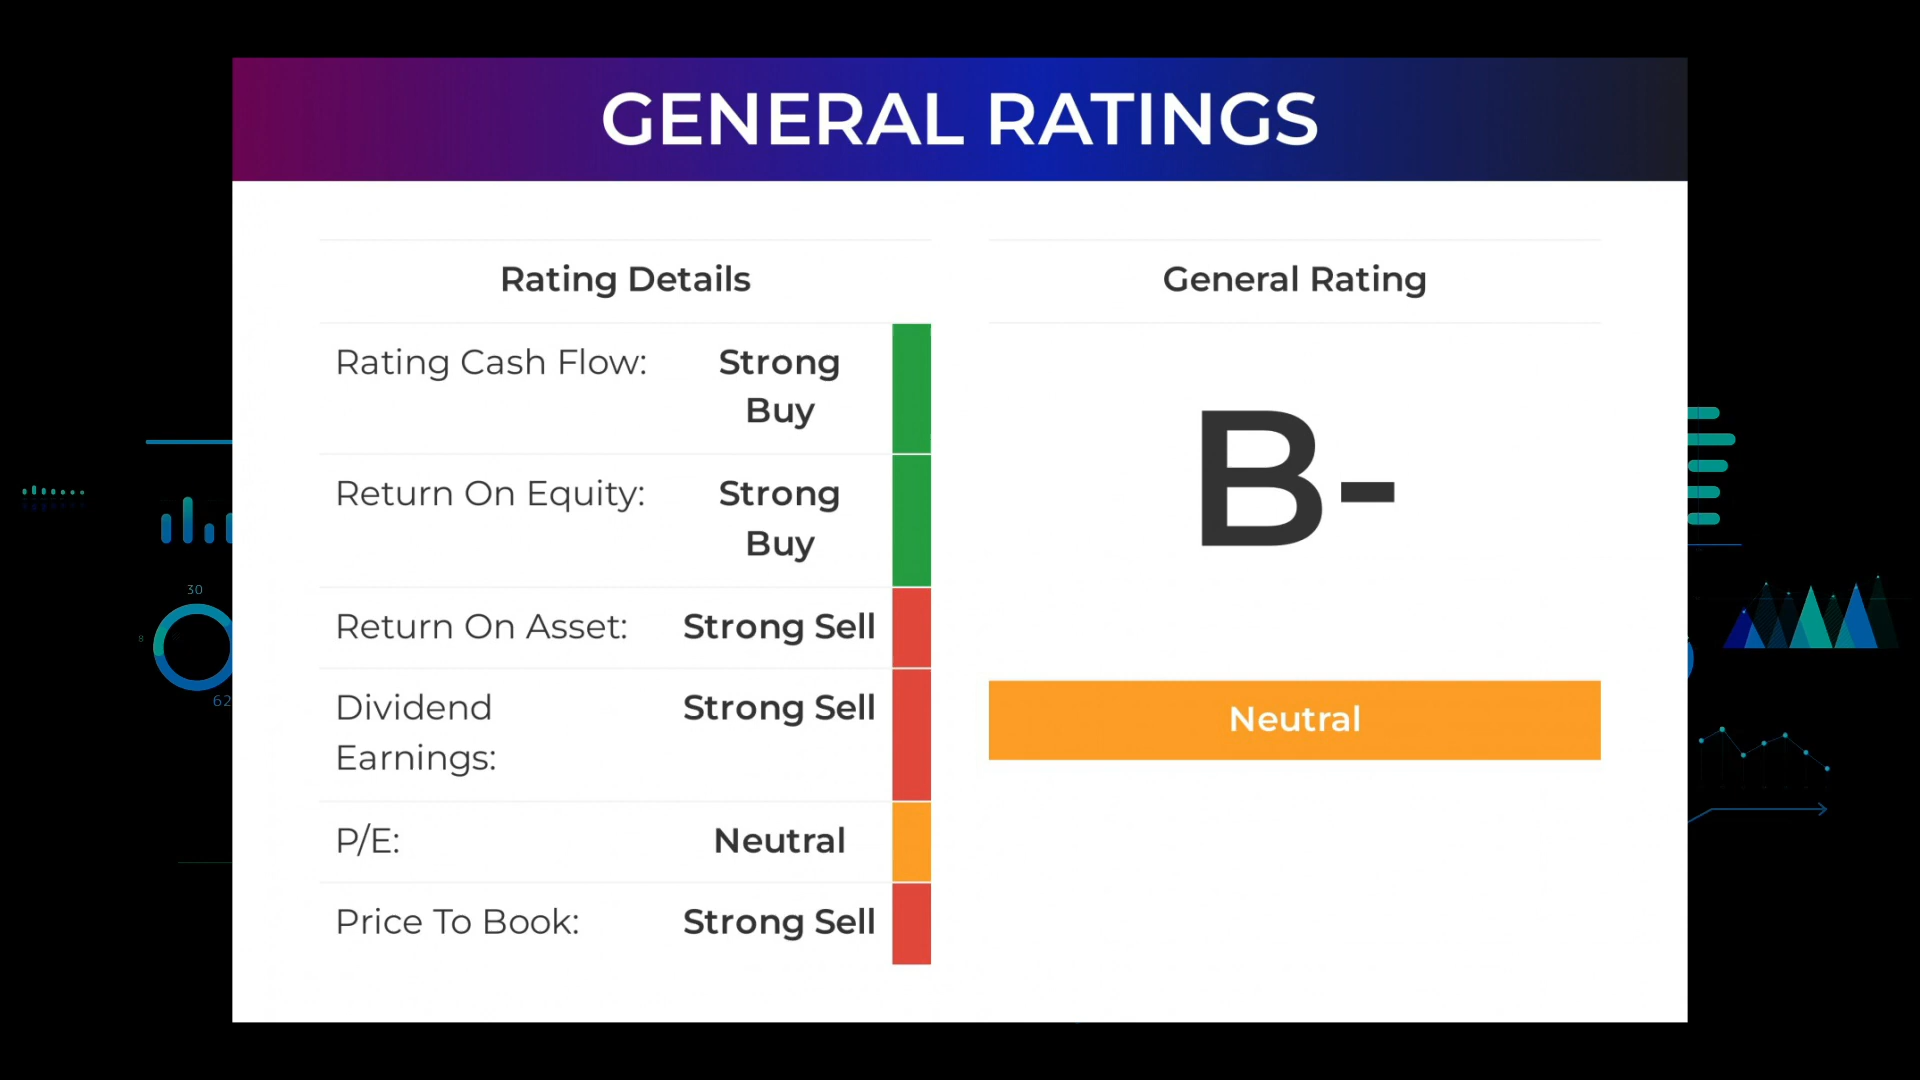 GENERAL RATINGS
Rating Details
Rating Cash Flow: Strong
Buy
Return On Equity: Strong
Buy
Return On Asset: Strong Sell
Dividend Strong Sell
Earnings:
P/E: Neutral
Price To Book: Strong Sell
General Rating
B-
Neutral
30
8
62